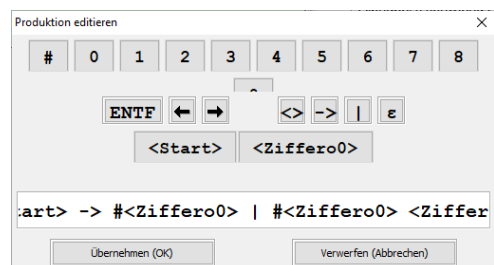 Produktion editieren
# 0 1 2 3 4 5 6 7 8
ENTF ← → <> -> | ε
<Start> <Ziffero0>
art> -> #<Ziffero0> | #<Ziffero0> <Ziffer
Übernehmen (OK) Verwerfen (Abbrechen)